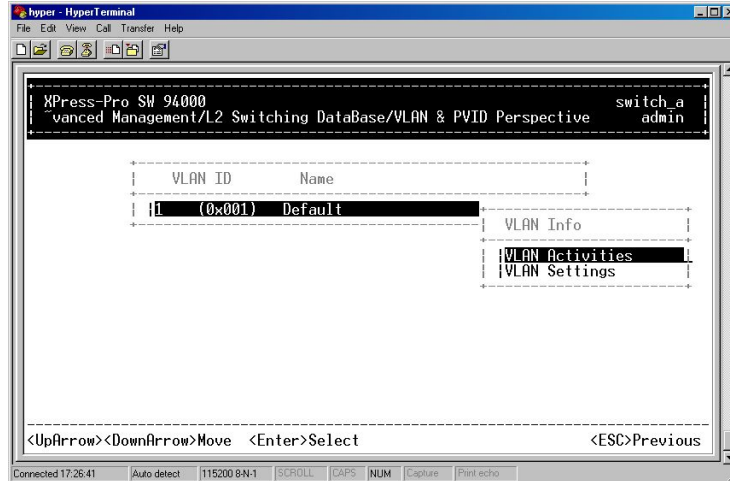 hyper - HyperTerminal
File Edit View Call Transfer Help
XPress-Pro SW 94000 switch_a
~vanced Management/L2 Switching DataBase/VLAN & PVID Perspective admin
VLAN ID Name
1 (0x001) Default
VLAN Info
VLAN Activities
VLAN Settings
<UpArrow><DownArrow>Move <Enter>Select <ESC>Previous
Connected 17:26:41 Auto detect 115200 8-N-1 SCROLL CAPS NUM Capture Print echo